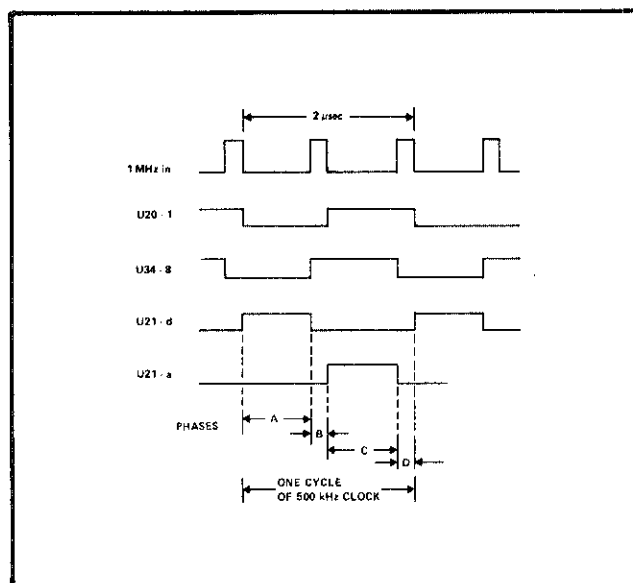 2 µsec
1 MHz in
U20 - 1
U34 - 8
U21 - d
U21 - a
PHASES
A
B
C
D
ONE CYCLE
OF 500 kHz CLOCK